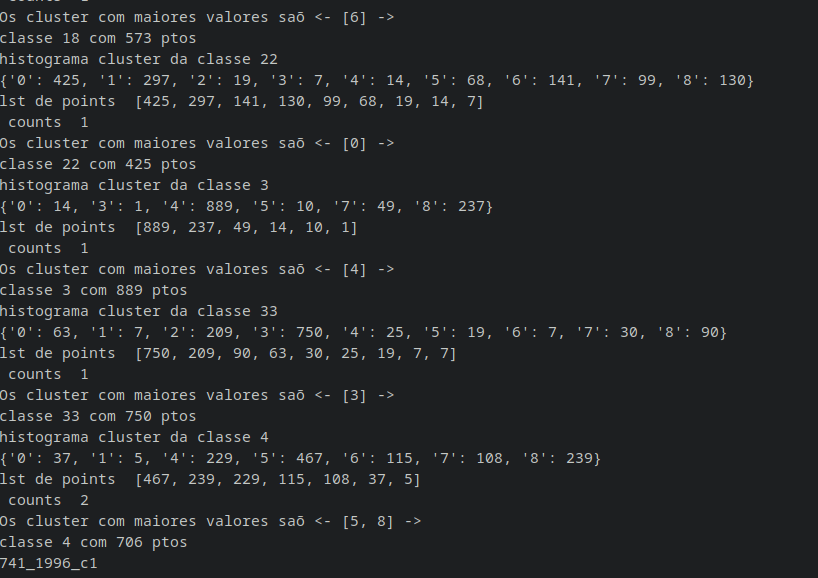 Os cluster com maiores valores saõ <- [6] ->
classe 18 com 573 ptos
histograma cluster da classe 22
{'0': 425, '1': 297, '2': 19, '3': 7, '4': 14, '5': 68, '6': 141, '7': 99, '8': 130}
lst de points  [425, 297, 141, 130, 99, 68, 19, 14, 7]
 counts  1
Os cluster com maiores valores saõ <- [0] ->
classe 22 com 425 ptos
histograma cluster da classe 3
{'0': 14, '3': 1, '4': 889, '5': 10, '7': 49, '8': 237}
lst de points  [889, 237, 49, 14, 10, 1]
 counts  1
Os cluster com maiores valores saõ <- [4] ->
classe 3 com 889 ptos
histograma cluster da classe 33
{'0': 63, '1': 7, '2': 209, '3': 750, '4': 25, '5': 19, '6': 7, '7': 30, '8': 90}
lst de points  [750, 209, 90, 63, 30, 25, 19, 7, 7]
 counts  1
Os cluster com maiores valores saõ <- [3] ->
classe 33 com 750 ptos
histograma cluster da classe 4
{'0': 37, '1': 5, '4': 229, '5': 467, '6': 115, '7': 108, '8': 239}
lst de points  [467, 239, 229, 115, 108, 37, 5]
 counts  2
Os cluster com maiores valores saõ <- [5, 8] ->
classe 4 com 706 ptos
741_1996_c1